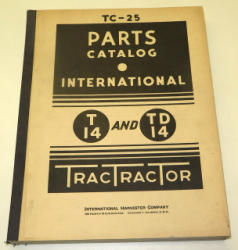 TC-25
PARTS
CATALOG
INTERNATIONAL
T
14
AND
TD
14
TRACTRACTOR
INTERNATIONAL HARVESTER COMPANY